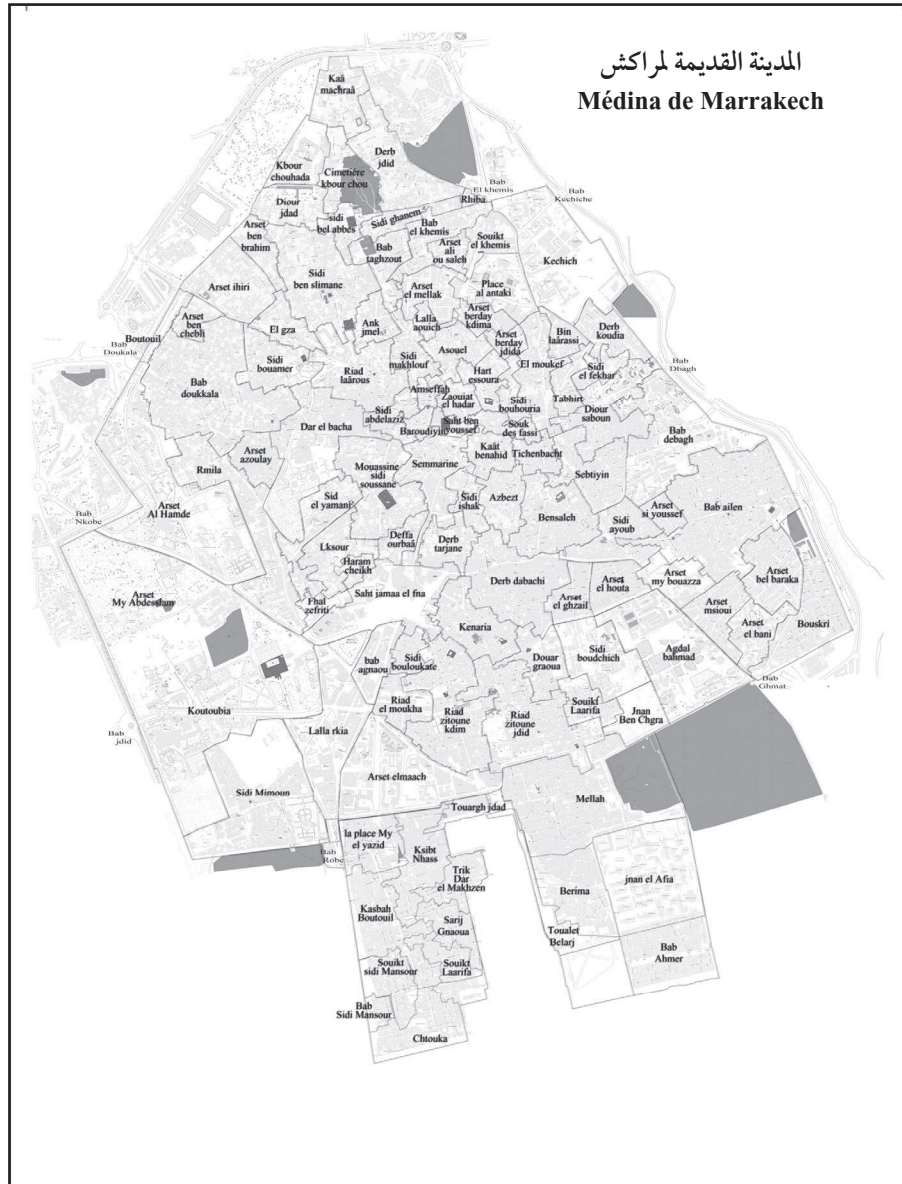 المدينة القديمة لمراكش
Médina de Marrakech
Kaâ
machraâ
Derb
jdid
Kbour
chouhada
Cimetière
kbour chou
Bab
El khemis
Bab
Kechiche
Rhiba
Diour
jdad
sidi
bel abbes
Sidi ghanem
Bab
el khemis
Souikt
el khemis
Arset
ben
brahim
Bab
taghzout
Arset
ali
ou saleh
Kechich
Sidi
ben slimane
Arset ihiri
Arset
el mellak
Place
al antaki
Arset
ben
chebli
El gza
Ank
jmel
Lalla
aouich
Arset
berday
kdima
Arset
berday
jdida
Bin
laârassi
Derb
koudia
Boutouil
Bab
Doukala
Sidi
bouamer
Riad
laârous
Sidi
makhlouf
Asouel
Hart
essoura
El moukef
Sidi
el fekhar
Bab
Dbagh
Bab
doukkala
Amseffah
Zaouiat
el hadar
Sidi
bouhouria
Tabhirt
Diour
saboun
Dar el bacha
Sidi
abdelaziz
Baroudiyin
Saht ben
youssef
Souk
des fassi
Bab
debagh
Rmila
Arset
azoulay
Mouassine
sidi
soussane
Semmarine
Kaât
benahid
Tichenbacht
Sebtiyin
Arset
Al Hamde
Bab
Nkobe
Sid
el yamani
Sidi
ishak
Azbezt
Bensaleh
Sidi
ayoub
Arset
si youssef
Bab ailen
Lksour
Deffa
ourbaâ
Derb
tarjane
Haram
cheikh
Arset
My Abdesslam
Fhal
zefriti
Saht jamaa el fna
Derb dabachi
Arset
el ghzail
Arset
el houta
Arset
my bouazza
Arset
bel baraka
Arset
msioui
Arset
el bani
Bouskri
Kenaria
bab
agnaou
Sidi
bouloukate
Douar
graoua
Sidi
boudchich
Agdal
bahmad
Bab
Ghmat
Koutoubia
Bab
jdid
Lalla rkia
Riad
el moukha
Riad
zitoune
kdim
Riad
zitoune
jdid
Souikt
Laarifa
Jnan
Ben Chgra
Sidi Mimoun
Arset elmaach
Mellah
Touargh jdad
Bab
Robe
la place My
el yazid
Ksibt
Nhass
Trik
Dar
el Makhzen
Berima
jnan el Afia
Kasbah
Boutouil
Sarij
Gnaoua
Toualet
Belarj
Bab
Ahmer
Souikt
sidi Mansour
Souikt
Laarifa
Bab
Sidi Mansour
Chtouka